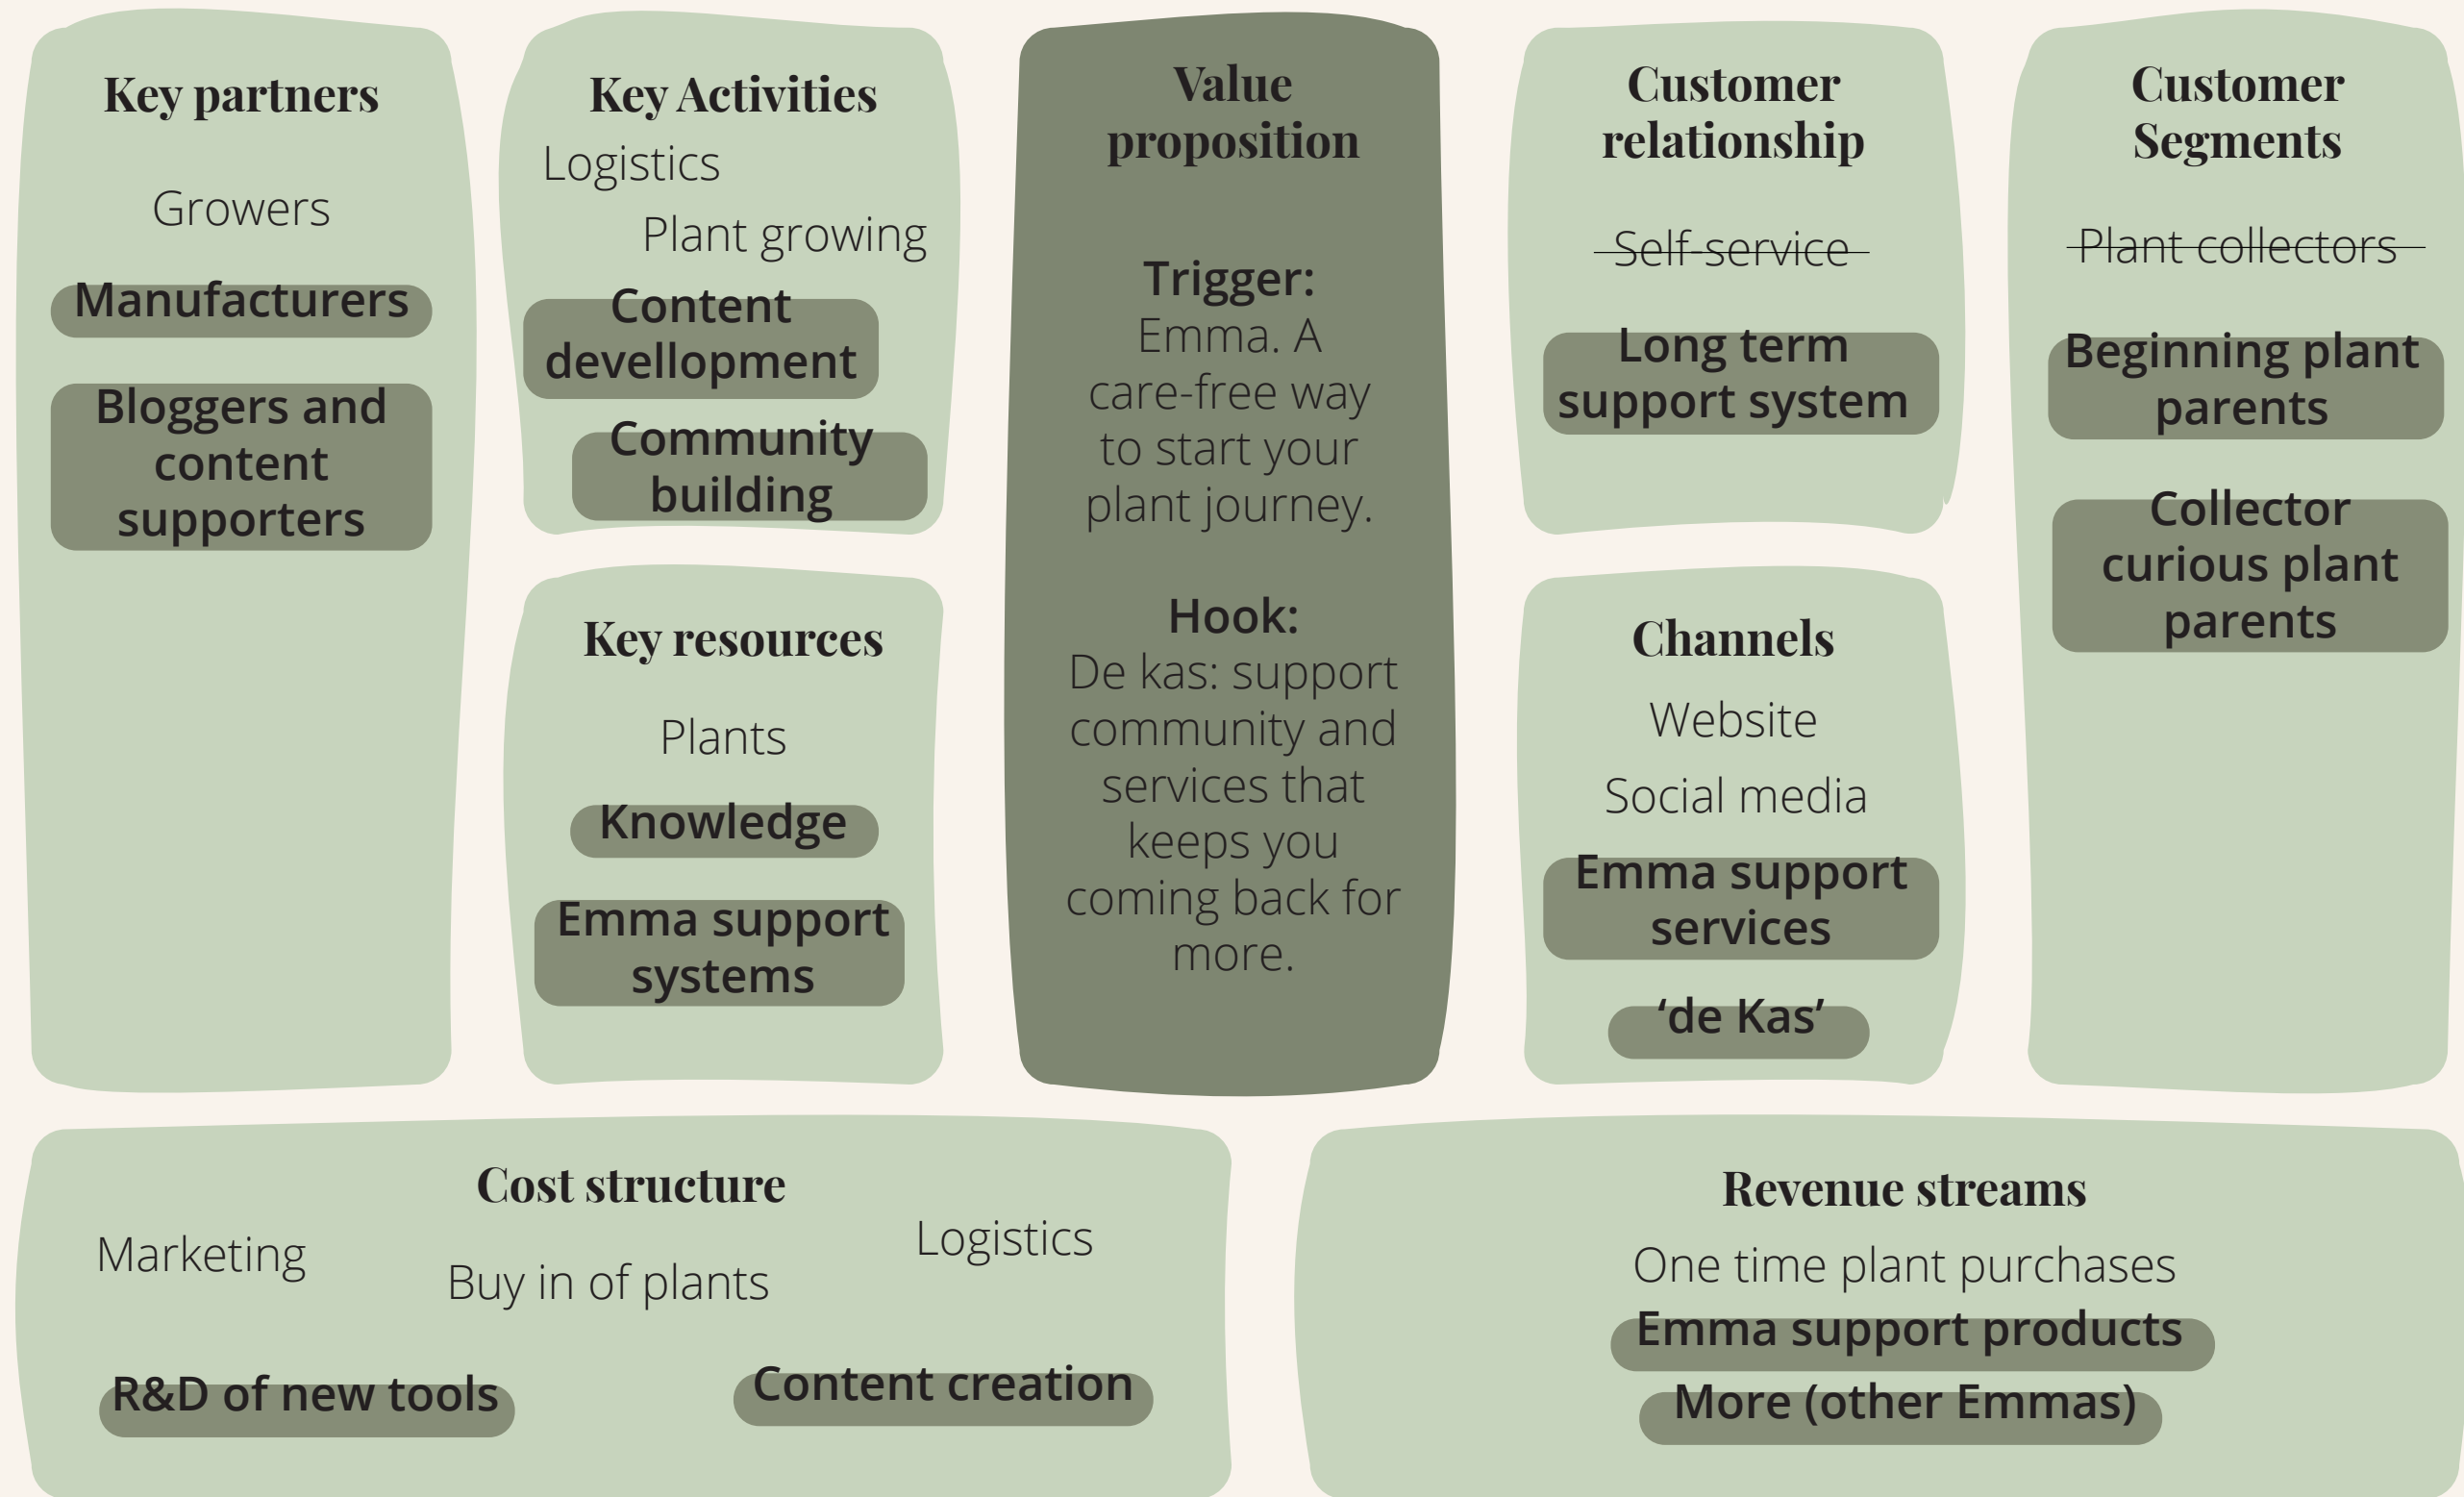 Key partners
Growers
Manufacturers
Bloggers and
content
supporters
Key Activities
Logistics
Plant growing
Content
devellopment
Community
building
Key resources
Plants
Knowledge
Emma support
systems
Value
proposition
Trigger:
Emma. A
care-free way
to start your
plant journey.
Hook:
De kas: support
community and
services that
keeps you
coming back for
more.
Customer
relationship
Self-service
Long term
support system
Channels
Website
Social media
Emma support
services
‘de Kas’
Customer
Segments
Plant collectors
Beginning plant
parents
Collector
curious plant
parents
Cost structure
Marketing
Buy in of plants
Logistics
R&D of new tools
Content creation
Revenue streams
One time plant purchases
Emma support products
More (other Emmas)